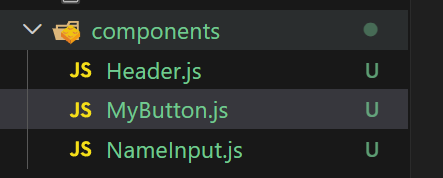 components
JS Header.js U
JS MyButton.js U
JS NameInput.js U